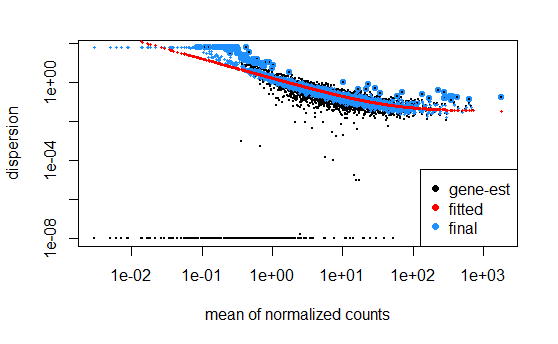 dispersion
1e+00
1e-04
1e-08
gene-est
fitted
final
1e-02 1e-01 1e+00 1e+01 1e+02 1e+03
mean of normalized counts